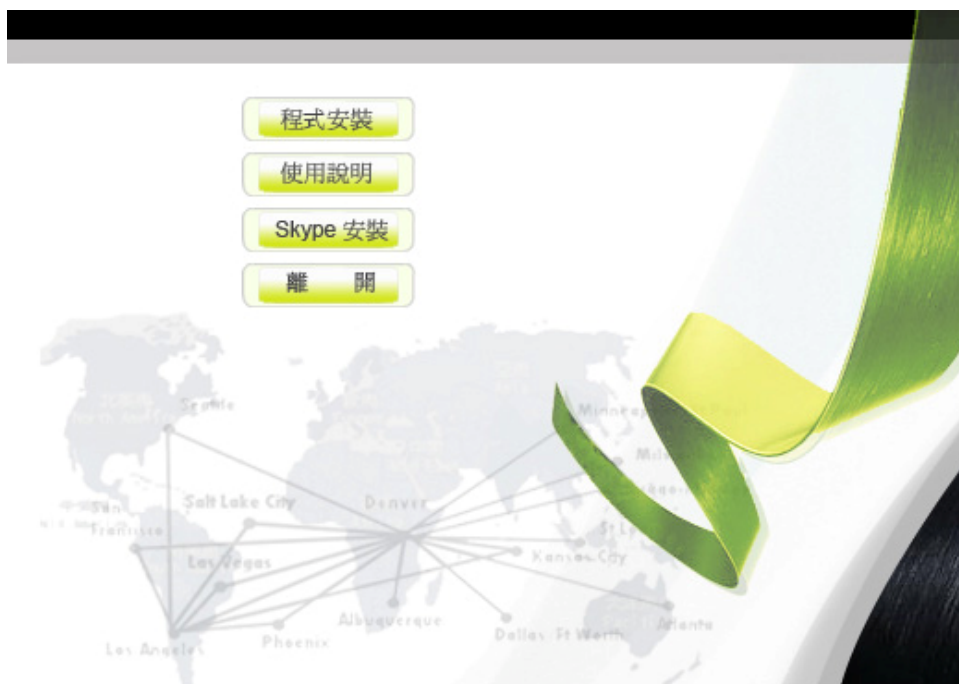 程式安裝
使用說明
Skype 安裝
離 開
Seattle
Salt Lake City
Denver
San
Francisco
Las Vegas
Kansas City
Albuquerque
Los Angeles
Phoenix
Dallas/Ft Worth
Atlanta